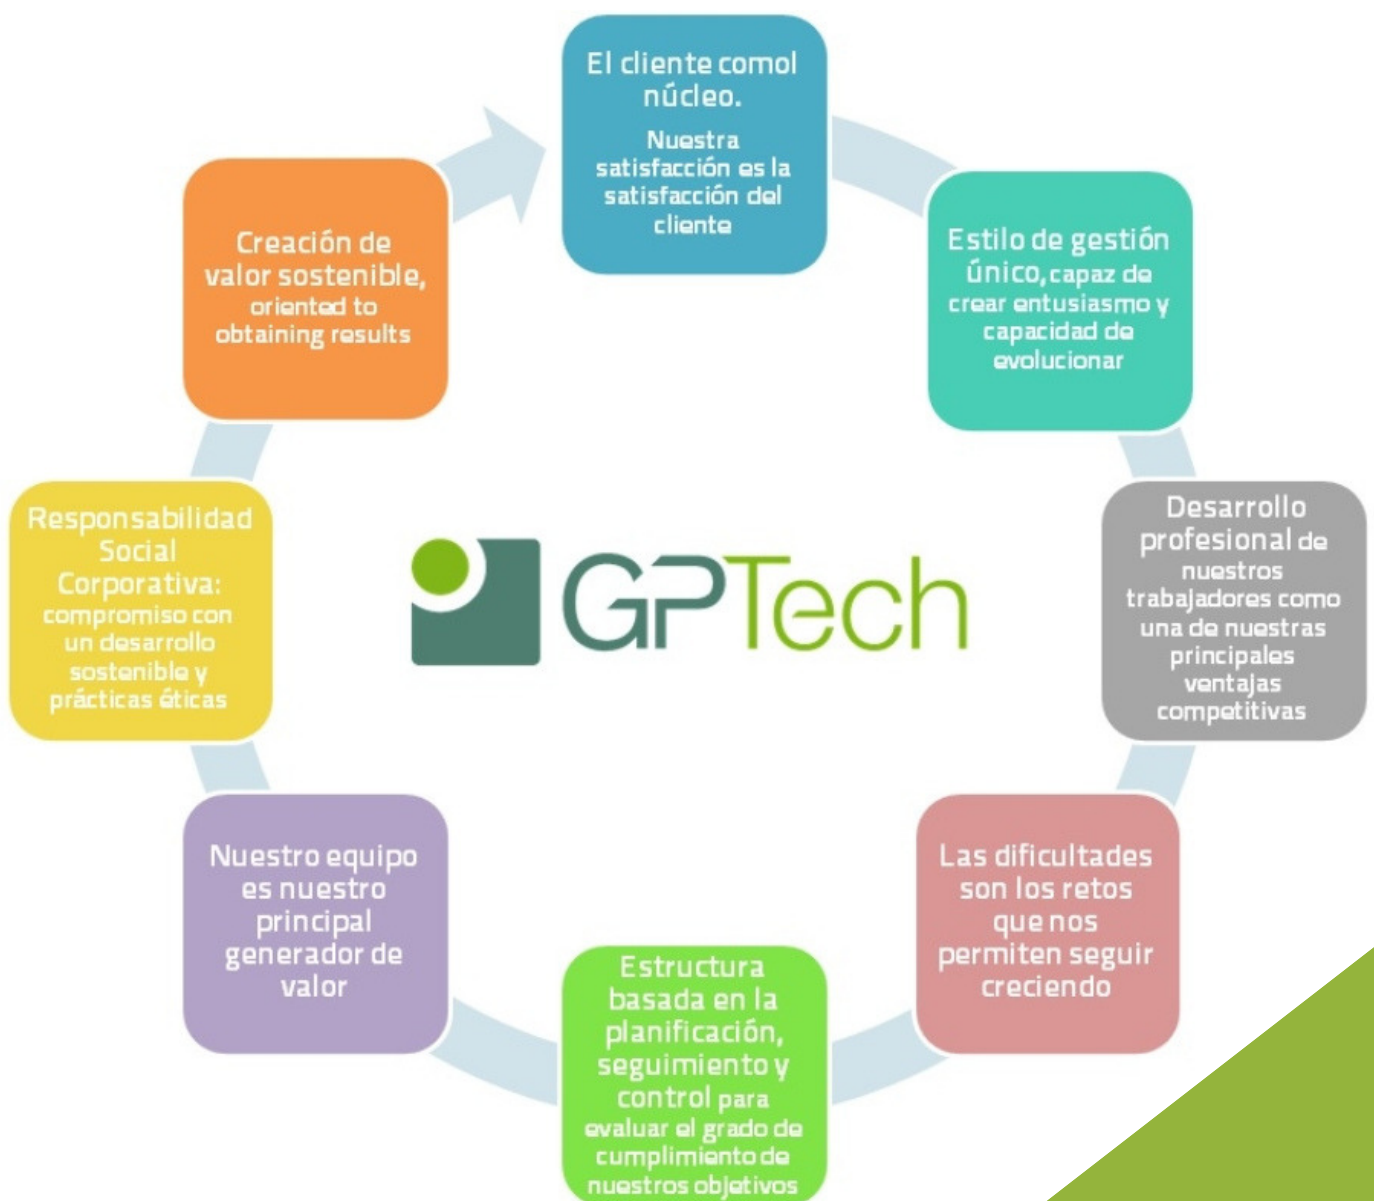 El cliente comol
núcleo.
Nuestra
satisfacción es la
satisfacción del
cliente
Estilo de gestión
único, capaz de
crear entusiasmo y
capacidad de
evolucionar
Desarrollo
profesional de
nuestros
trabajadores como
una de nuestras
principales
ventajas
competitivas
Las dificultades
son los retos
que nos
permiten seguir
creciendo
Estructura
basada en la
planificación,
seguimiento y
control para
evaluar el grado de
cumplimiento de
nuestros objetivos
Nuestro equipo
es nuestro
principal
generador de
valor
Responsabilidad
Social
Corporativa:
compromiso con
un desarrollo
sostenible y
prácticas éticas
Creación de
valor sostenible,
oriented to
obtaining results
GPTech